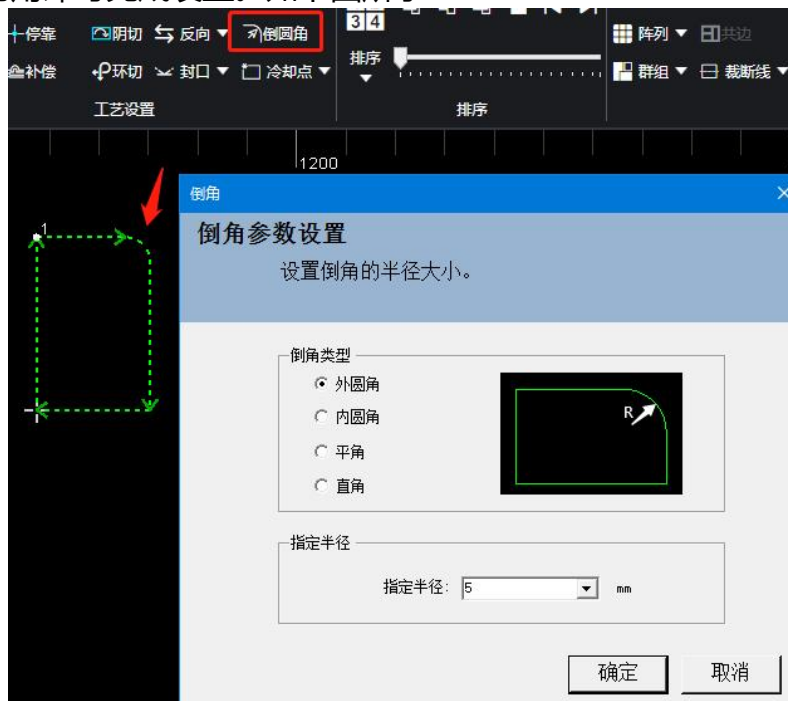 停靠 阴切 反向 倒圆角 3 4 阵列 共边
补偿 环切 封口 冷却点 排序 群组 裁断线
工艺设置 排序
1200
倒角
1
倒角参数设置
设置倒角的半径大小。
倒角类型
外圆角
内圆角
平角
直角
R
指定半径
指定半径: 5 mm
确定 取消